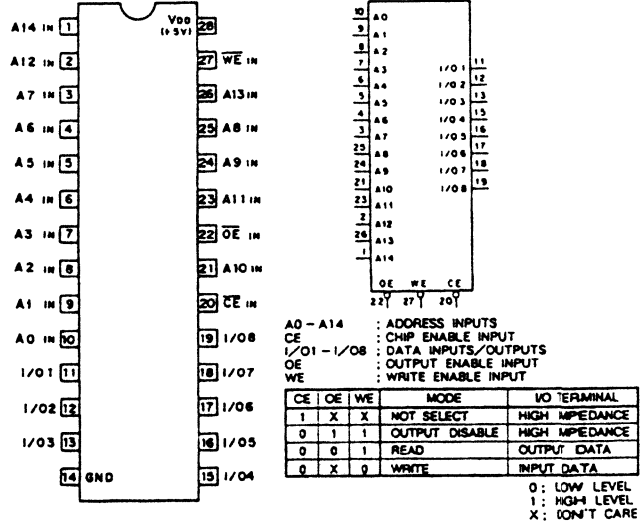 A14 IN 1
VDD (+5V) 28
A12 IN 2
27 WE IN
A7 IN 3
26 A13 IN
A6 IN 4
25 A8 IN
A5 IN 5
24 A9 IN
A4 IN 6
23 A11 IN
A3 IN 7
22 OE IN
A2 IN 8
21 A10 IN
A1 IN 9
20 CE IN
A0 IN 10
19 I/O8
I/O1 11
18 I/O7
I/O2 12
17 I/O6
I/O3 13
16 I/O5
14 GND
15 I/O4
10 A0
9 A1
8 A2
7 A3
6 A4
5 A5
4 A6
3 A7
25 A8
24 A9
21 A10
23 A11
2 A12
26 A13
1 A14
I/O1 11
I/O2 12
I/O3 13
I/O4 15
I/O5 16
I/O6 17
I/O7 18
I/O8 19
OE WE CE
22 27 20
A0-A14 : ADDRESS INPUTS
CE : CHIP ENABLE INPUT
I/O1-I/O8 : DATA INPUTS/OUTPUTS
OE : OUTPUT ENABLE INPUT
WE : WRITE ENABLE INPUT
CE OE WE MODE I/O TERMINAL
1 X X NOT SELECT HIGH IMPEDANCE
0 1 1 OUTPUT DISABLE HIGH IMPEDANCE
0 0 1 READ OUTPUT DATA
0 X 0 WRITE INPUT DATA
0 ; LOW LEVEL
1 ; HIGH LEVEL
X ; DON'T CARE